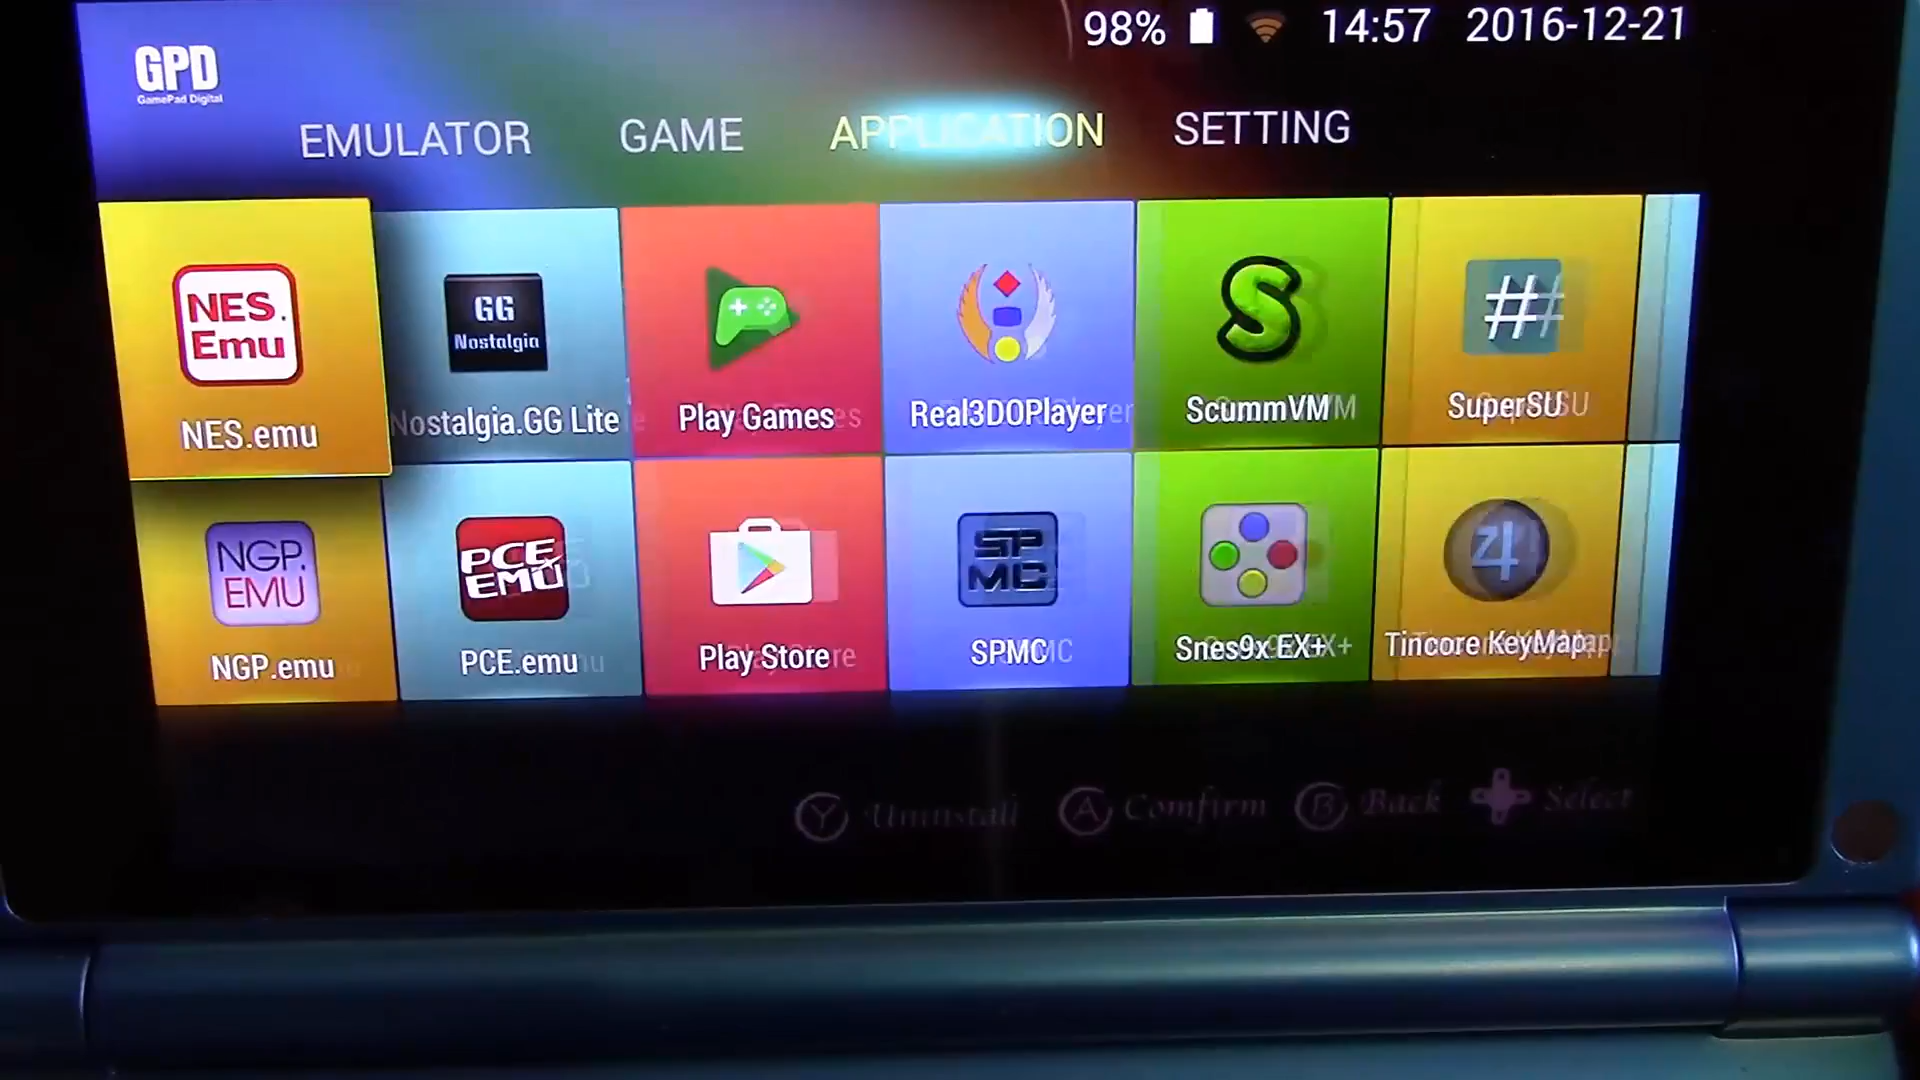 98% 14:57 2016-12-21
GPD
GamePad Digital
EMULATOR GAME APPLICATION SETTING
NES.
Emu
NES.emu
GG
Nostalgia
Nostalgia.GG Lite
Play Games
Real3DOPlayer
S
ScummVM
#
SuperSU
NGP.
EMU
NGP.emu
PCE.
EMU
PCE.emu
Play Store
SP
MC
SPMC
Snes9x EX+
Tincore KeyMapp
Y Uninstall A Comfirm B Back Select